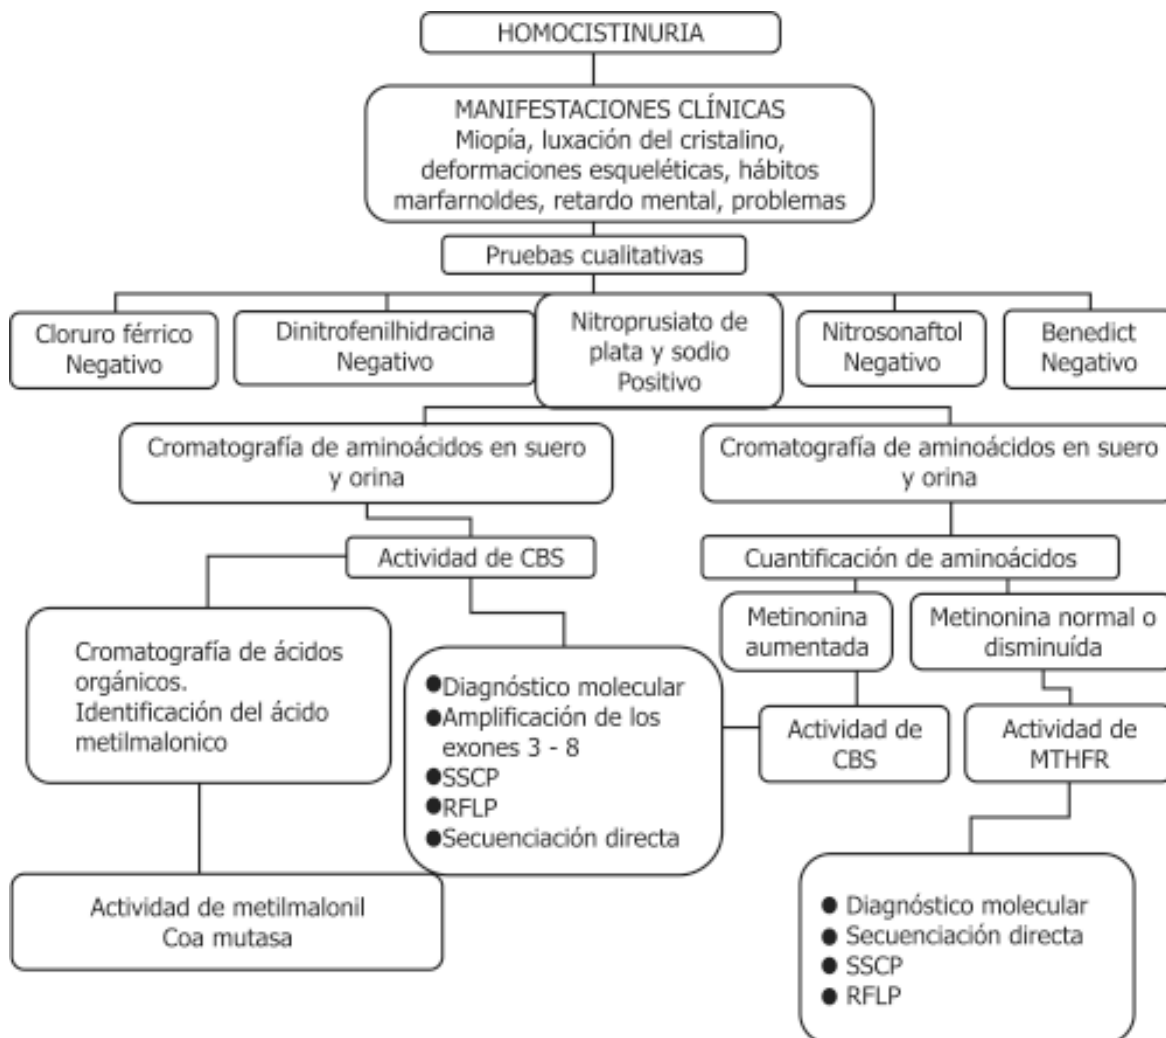 HOMOCISTINURIA
MANIFESTACIONES CLÍNICAS
Miopía, luxación del cristalino,
deformaciones esqueléticas, hábitos
marfarnoldes, retardo mental, problemas
Pruebas cualitativas
Cloruro férrico
Negativo
Dinitrofenilhidracina
Negativo
Nitroprusiato de
plata y sodio
Positivo
Nitrosonaftol
Negativo
Benedict
Negativo
Cromatografía de aminoácidos en suero
y orina
Cromatografía de aminoácidos en suero
y orina
Actividad de CBS
Cuantificación de aminoácidos
Cromatografía de ácidos
orgánicos.
Identificación del ácido
metilmalonico
●Diagnóstico molecular
●Amplificación de los
exones 3 - 8
●SSCP
●RFLP
●Secuenciación directa
Metinonina
aumentada
Metinonina normal o
disminuída
Actividad de
CBS
Actividad de
MTHFR
Actividad de metilmalonil
Coa mutasa
● Diagnóstico molecular
● Secuenciación directa
● SSCP
● RFLP